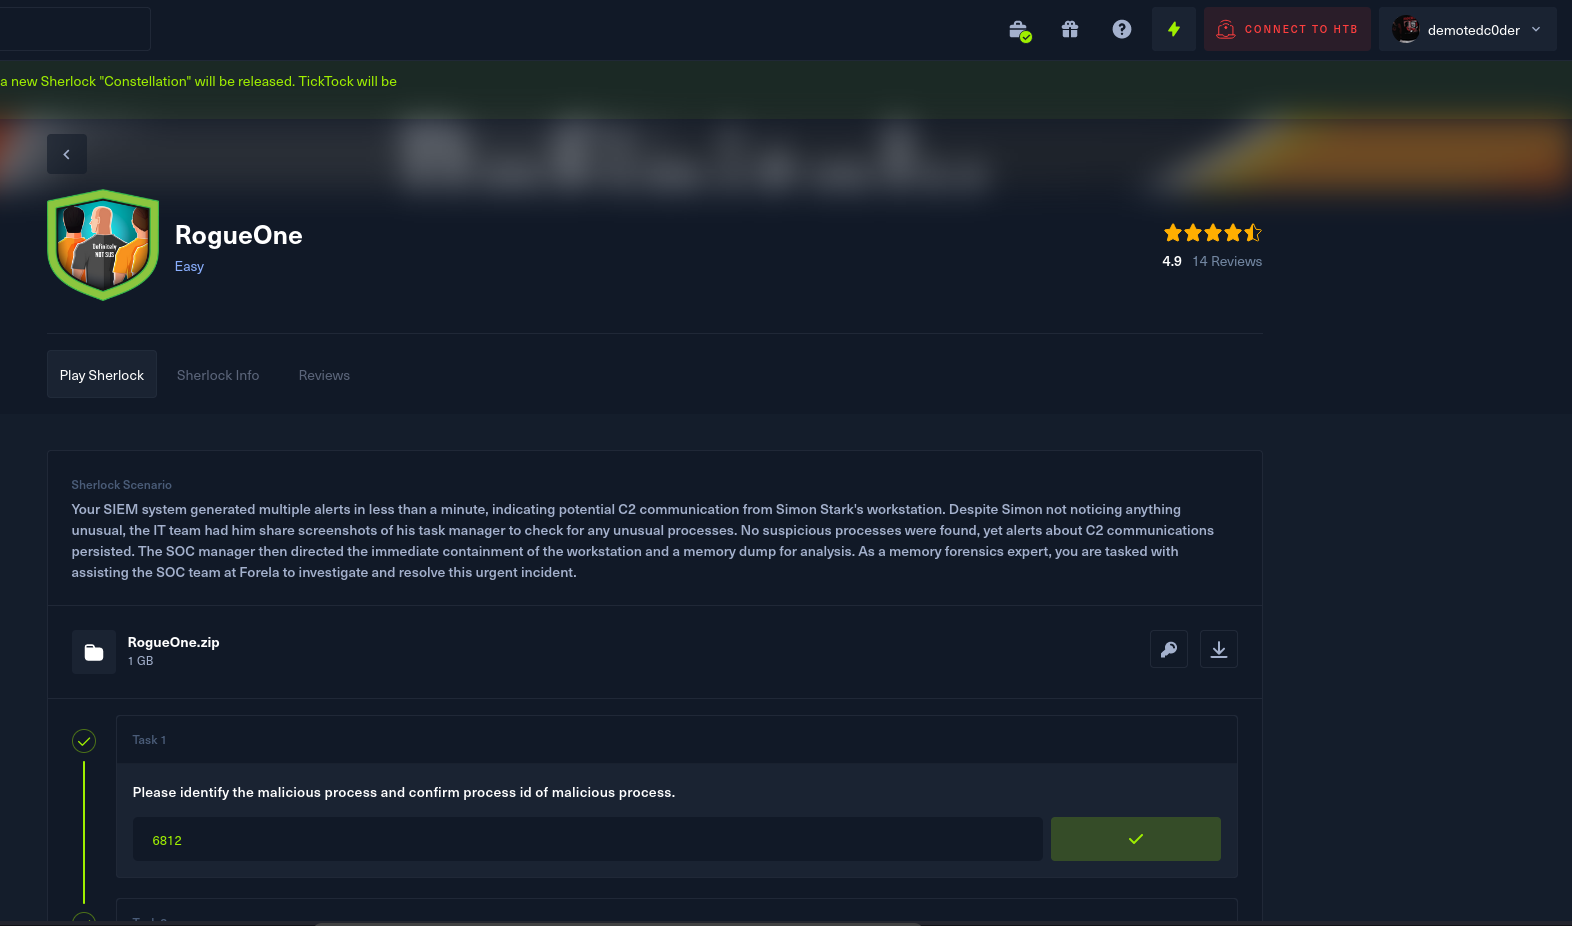 CONNECT TO HTB
demotedc0der
a new Sherlock "Constellation" will be released. TickTock will be
Definitely
NOT SUS
RogueOne
Easy
4.9 14 Reviews
Play Sherlock
Sherlock Info
Reviews
Sherlock Scenario
Your SIEM system generated multiple alerts in less than a minute, indicating potential C2 communication from Simon Stark's workstation. Despite Simon not noticing anything
unusual, the IT team had him share screenshots of his task manager to check for any unusual processes. No suspicious processes were found, yet alerts about C2 communications
persisted. The SOC manager then directed the immediate containment of the workstation and a memory dump for analysis. As a memory forensics expert, you are tasked with
assisting the SOC team at Forela to investigate and resolve this urgent incident.
RogueOne.zip
1 GB
Task 1
Please identify the malicious process and confirm process id of malicious process.
6812